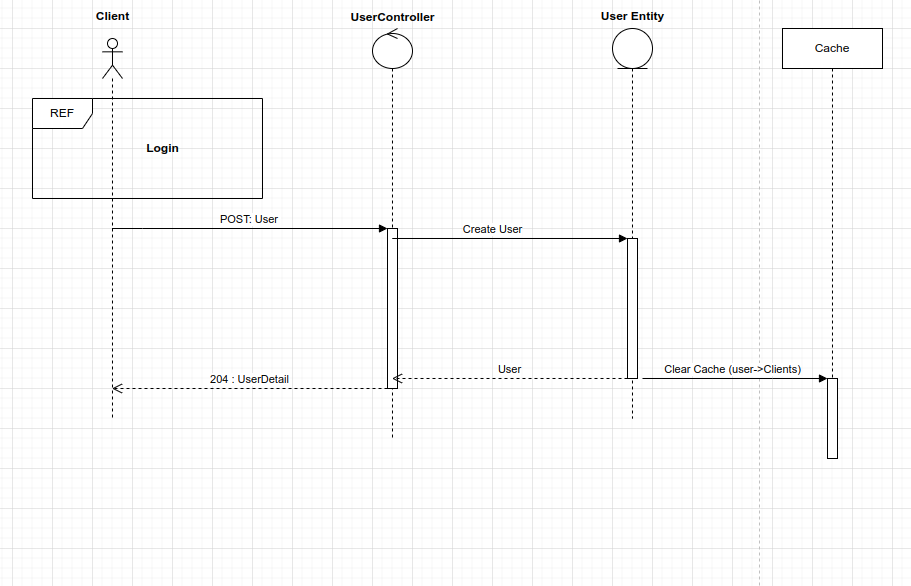 Client
UserController
User Entity
Cache
REF
Login
POST: User
Create User
User
Clear Cache (user->Clients)
204 : UserDetail